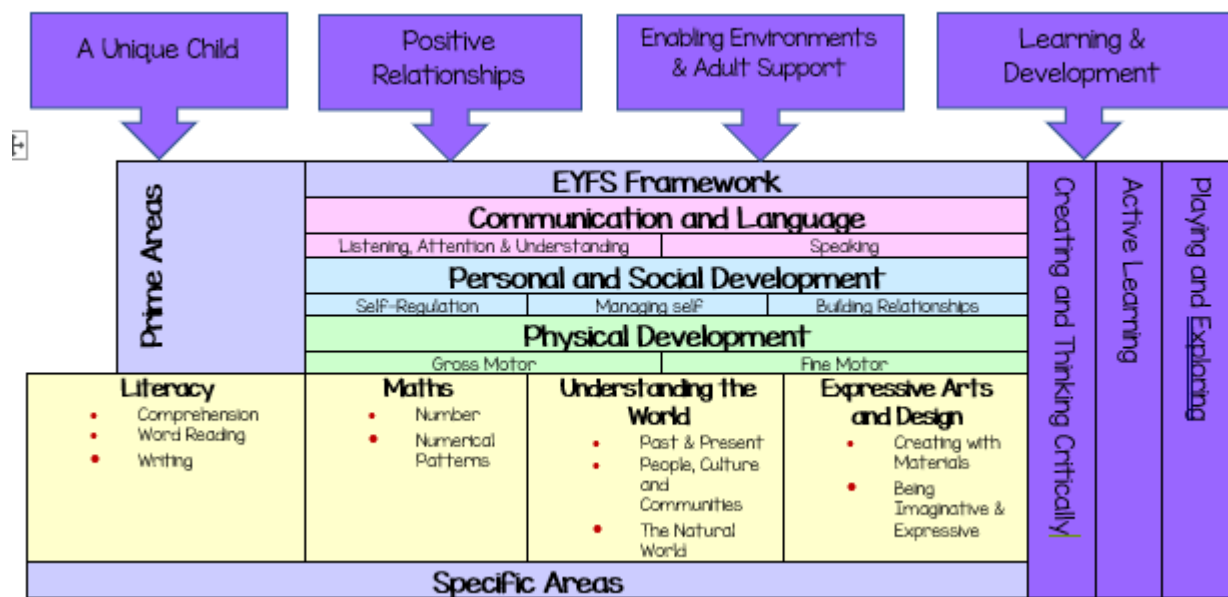 A Unique Child
Positive
Relationships
Enabling Environments
& Adult Support
Learning &
Development
Prime Areas
EYFS Framework
Communication and Language
Listening, Attention & Understanding
Speaking
Personal and Social Development
Self-Regulation
Managing self
Building Relationships
Physical Development
Gross Motor
Fine Motor
Literacy
Comprehension
Word Reading
Writing
Maths
Number
Numerical
Patterns
Understanding the
World
Past & Present
People, Culture
and
Communities
The Natural
World
Expressive Arts
and Design
Creating with
Materials
Being
Imaginative &
Expressive
Specific Areas
Creating and Thinking Critically
Active Learning
Playing and Exploring